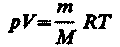 pV = m/M RT